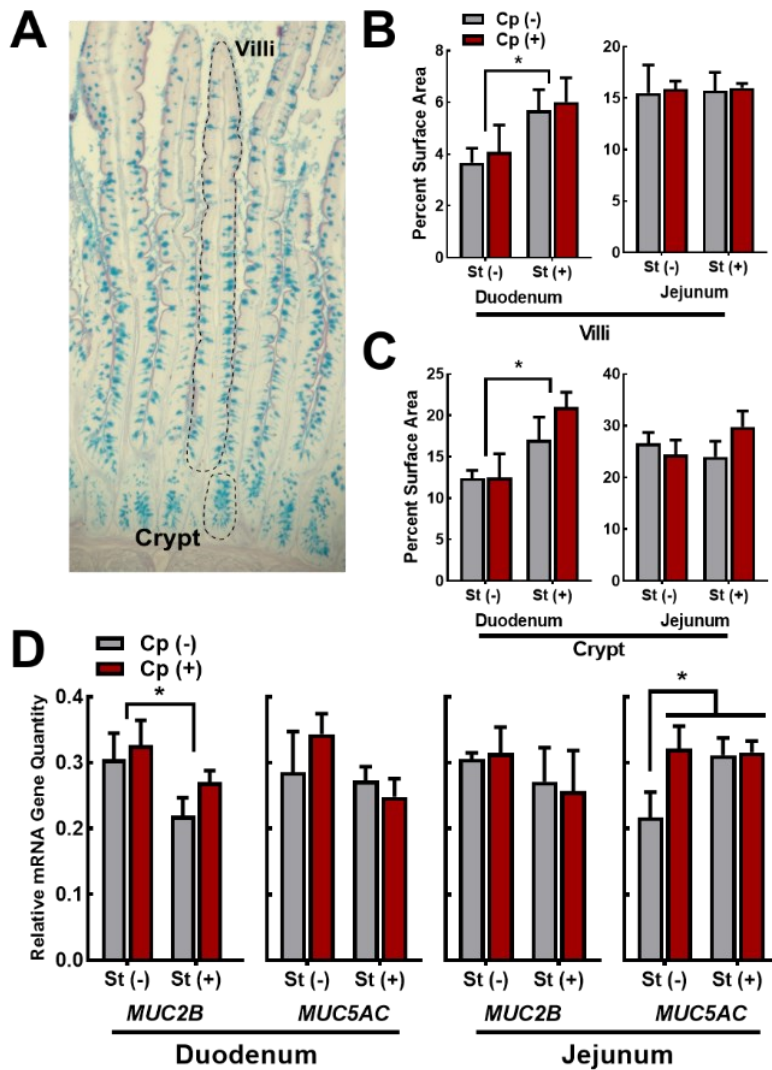 A
Villi
Crypt
B
Cp (-)
Cp (+)
Percent Surface Area
8
6
4
2
0
*
St (-) St (+)
Duodenum
20
15
10
5
0
St (-) St (+)
Jejunum
Villi
C
Percent Surface Area
25
20
15
10
5
0
*
St (-) St (+)
Duodenum
40
30
20
10
0
St (-) St (+)
Jejunum
Crypt
D
Cp (-)
Cp (+)
Relative mRNA Gene Quantity
0.4
0.3
0.2
0.1
0.0
*
*
St (-) St (+) St (-) St (+) St (-) St (+) St (-) St (+)
MUC2B MUC5AC MUC2B MUC5AC
Duodenum Jejunum